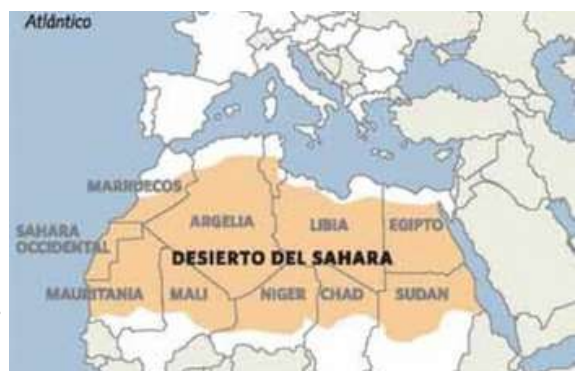 Atlántico
MARRUECOS
SAHARA
OCCIDENTAL
ARGELIA
LIBIA
EGIPTO
DESIERTO DEL SAHARA
MAURITANIA
MALI
NIGER
CHAD
SUDAN